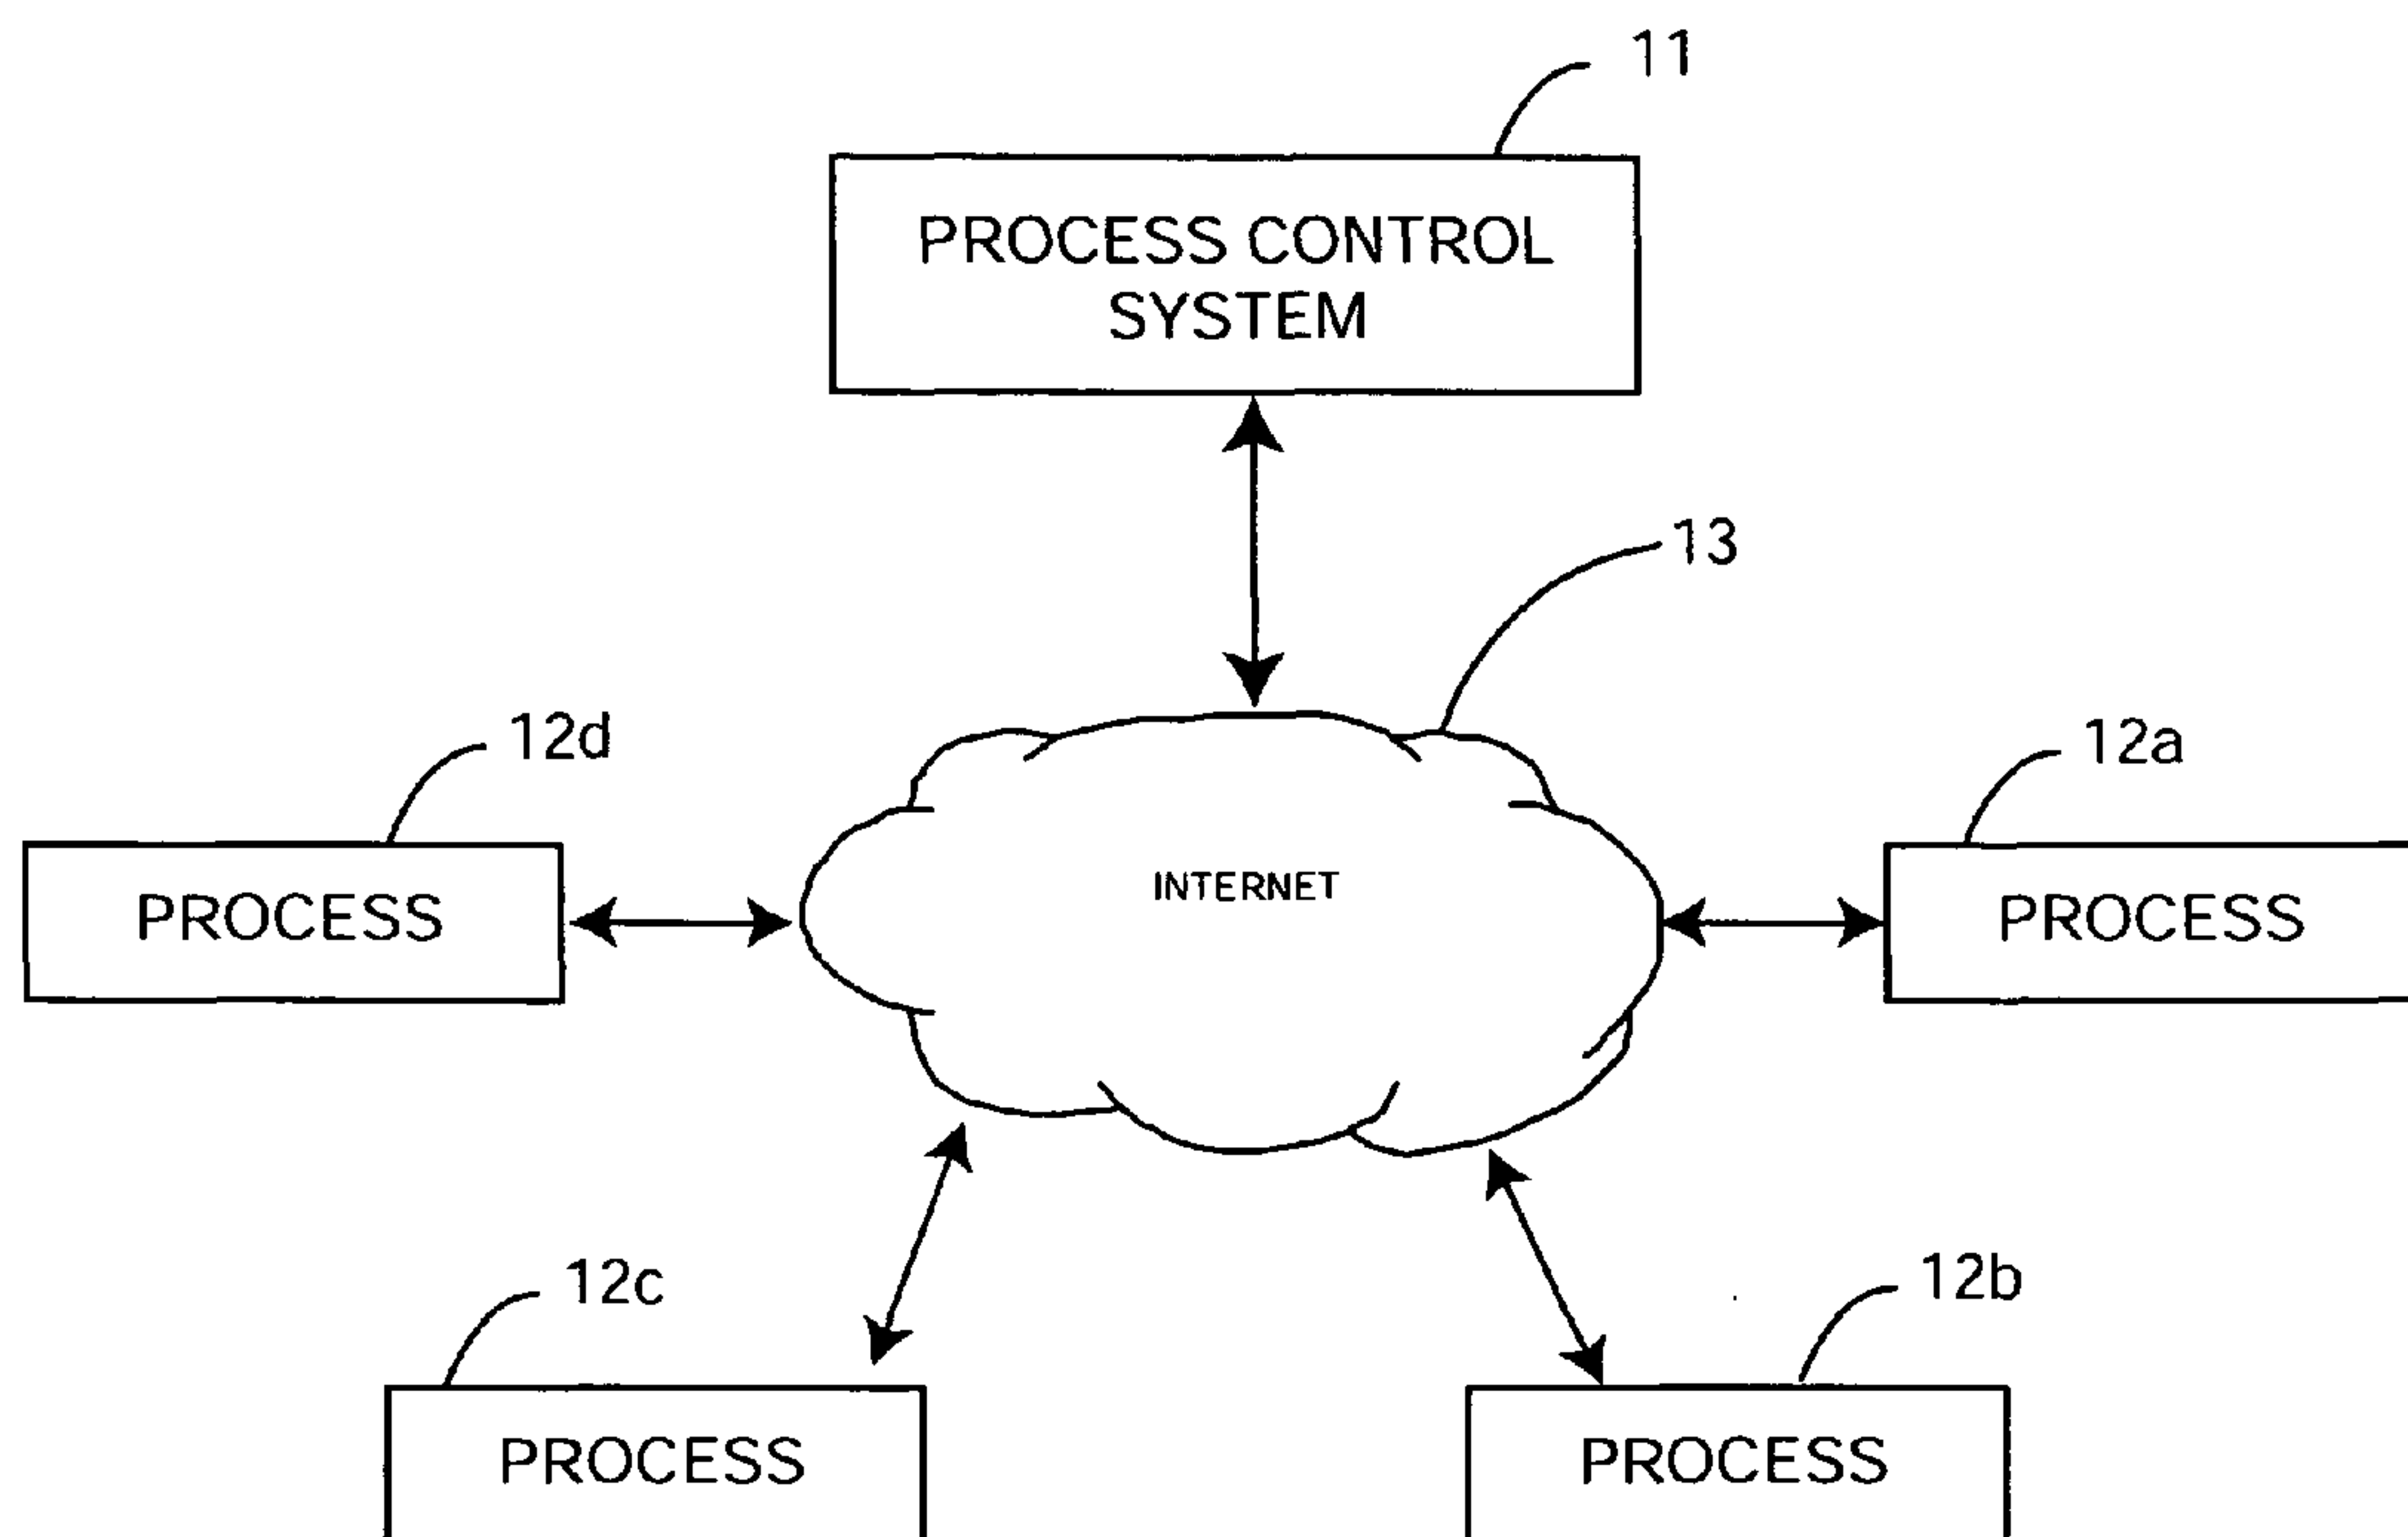 11
PROCESS CONTROL
SYSTEM
13
12d
12a
PROCESS
INTERNET
PROCESS
12c
12b
PROCESS
PROCESS